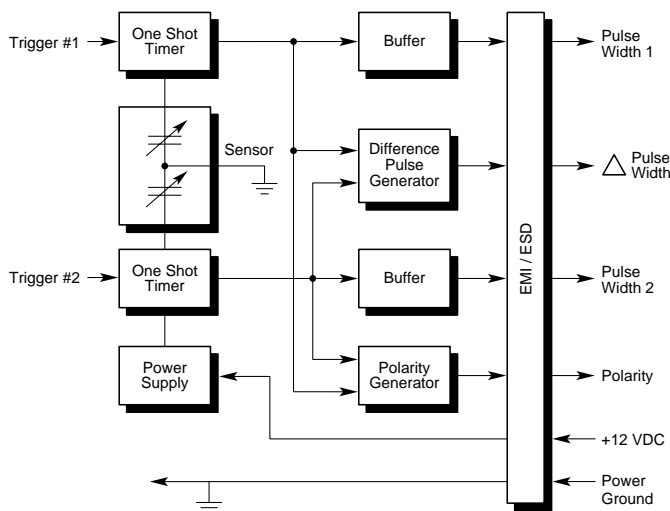 Trigger #1
One Shot
Timer
Buffer
Pulse
Width 1
Sensor
Difference
Pulse
Generator
Pulse
Width
Trigger #2
One Shot
Timer
Buffer
EMI / ESD
Pulse
Width 2
Power
Supply
Polarity
Generator
Polarity
+12 VDC
Power
Ground